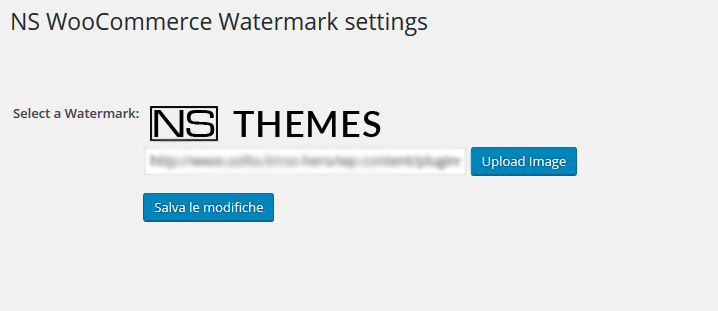 NS WooCommerce Watermark settings
Select a Watermark: NS THEMES
Upload Image
Salva le modifiche